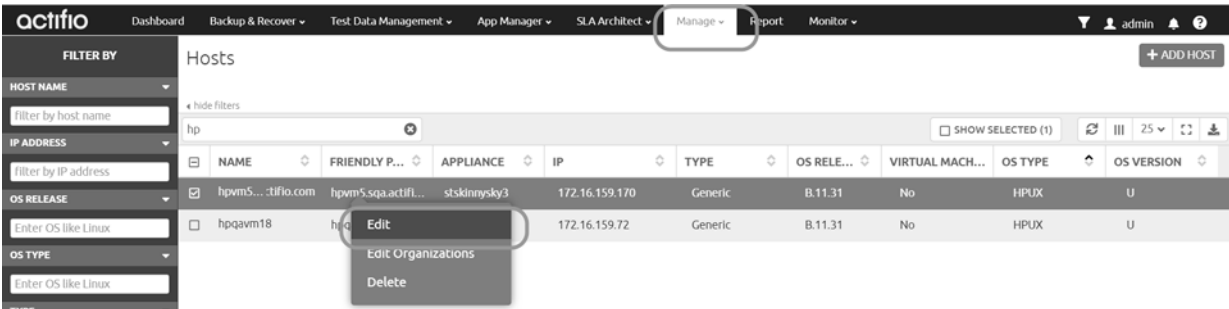 actifio Dashboard Backup & Recover Test Data Management App Manager SLA Architect Manage Report Monitor admin
FILTER BY
Hosts
+ ADD HOST
HOST NAME
hide filters
filter by host name
hp
SHOW SELECTED (1)
25
IP ADDRESS
NAME FRIENDLY P... APPLIANCE IP TYPE OS RELE... VIRTUAL MACH... OS TYPE OS VERSION
filter by IP address
hpvm5... :tifio.com hpvm5.sqa.actifi... stskinnysky3 172.16.159.170 Generic B.11.31 No HPUX U
OS RELEASE
Enter OS like Linux
hpqavm18 hpq 172.16.159.72 Generic B.11.31 No HPUX U
Edit
OS TYPE
Edit Organizations
Enter OS like Linux
Delete